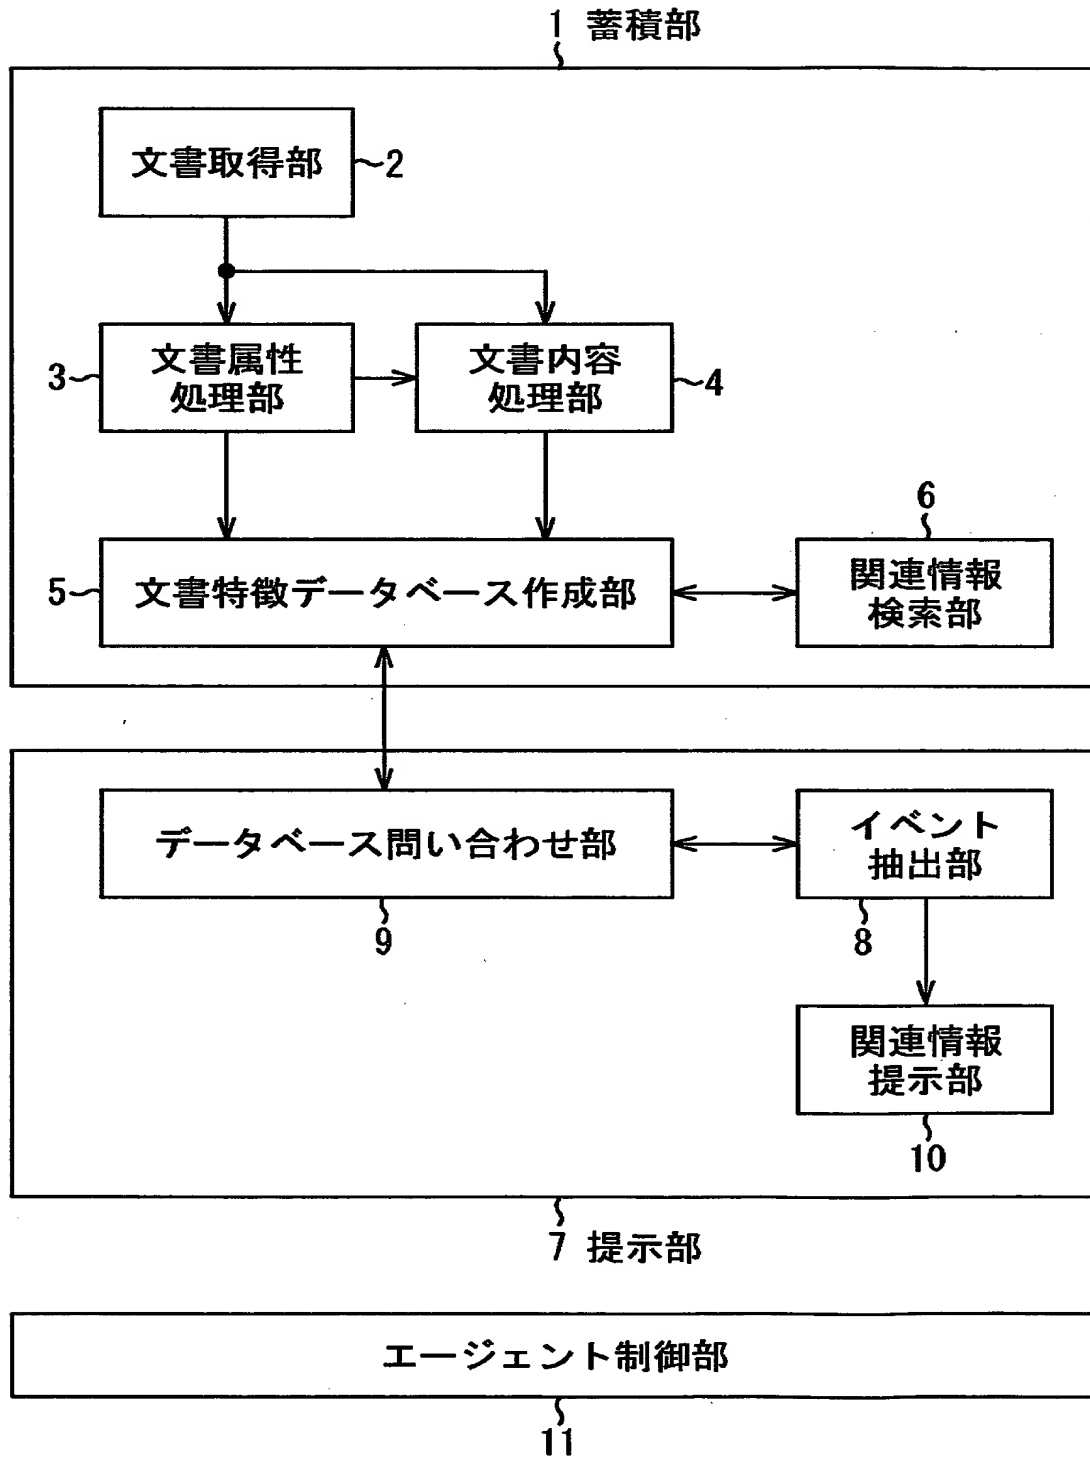 1 蓄積部
文書取得部
2
3
文書属性
処理部
文書内容
処理部
4
5
文書特徴データベース作成部
6
関連情報
検索部
データベース問い合わせ部
9
イベント
抽出部
8
関連情報
提示部
10
7 提示部
エージェント制御部
11